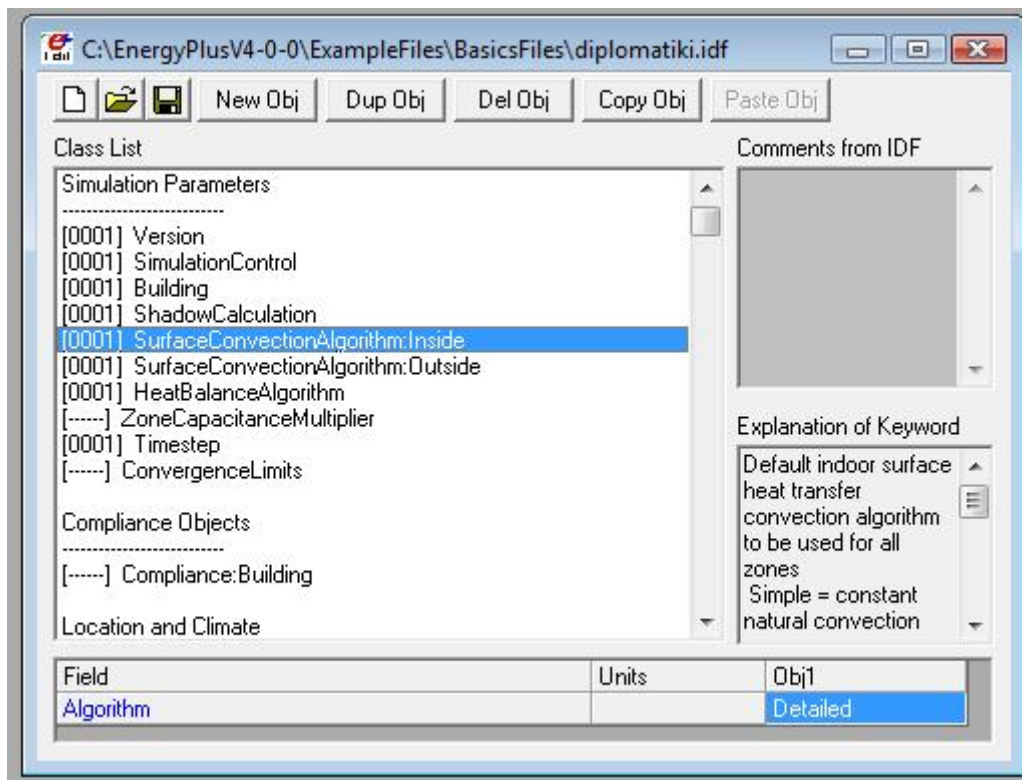 C:\EnergyPlusV4-0-0\ExampleFiles\BasicsFiles\diplomatiki.idf
New Obj Dup Obj Del Obj Copy Obj Paste Obj
Class List
Simulation Parameters
---------------------------
[0001] Version
[0001] SimulationControl
[0001] Building
[0001] ShadowCalculation
[0001] SurfaceConvectionAlgorithm:Inside
[0001] SurfaceConvectionAlgorithm:Outside
[0001] HeatBalanceAlgorithm
[------] ZoneCapacitanceMultiplier
[0001] Timestep
[------] ConvergenceLimits
Compliance Objects
---------------------------
[------] Compliance:Building
Location and Climate
Comments from IDF
Explanation of Keyword
Default indoor surface
heat transfer
convection algorithm
to be used for all
zones
Simple = constant
natural convection
Field Units Obj1
Algorithm Detailed